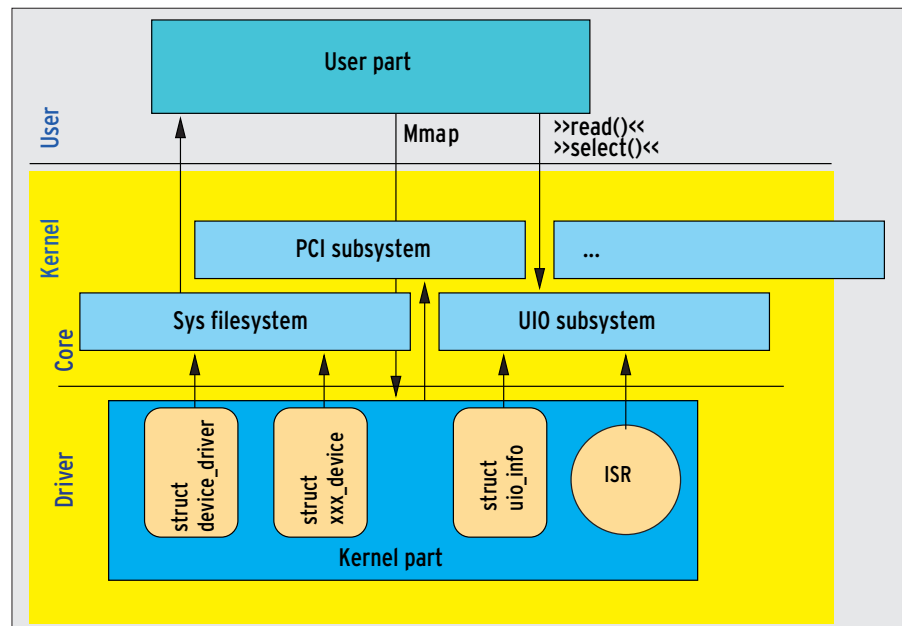 User part
User
Mmap
>>read()<<
>>select()<<
Kernel
PCI subsystem
...
Core
Sys filesystem
UIO subsystem
Driver
struct
device_driver
struct
xxx_device
struct
uio_info
ISR
Kernel part